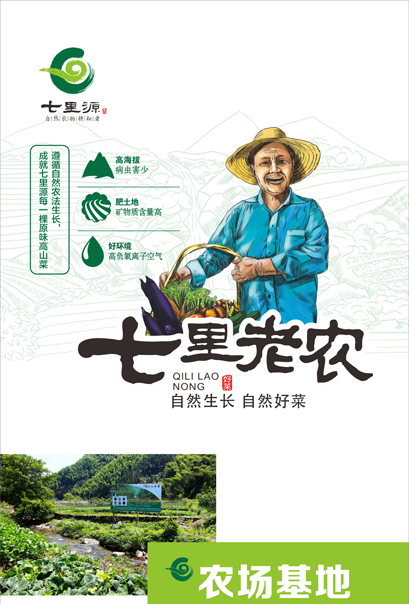 七里源
自然农物耕耘者
遵循自然农法生长,
成就七里源每一棵原味高山菜
高海拔
病虫害少
肥土地
矿物质含量高
好环境
高负氧离子空气
七里老农
QILI LAO
NONG
好菜
自然生长 自然好菜
农场基地